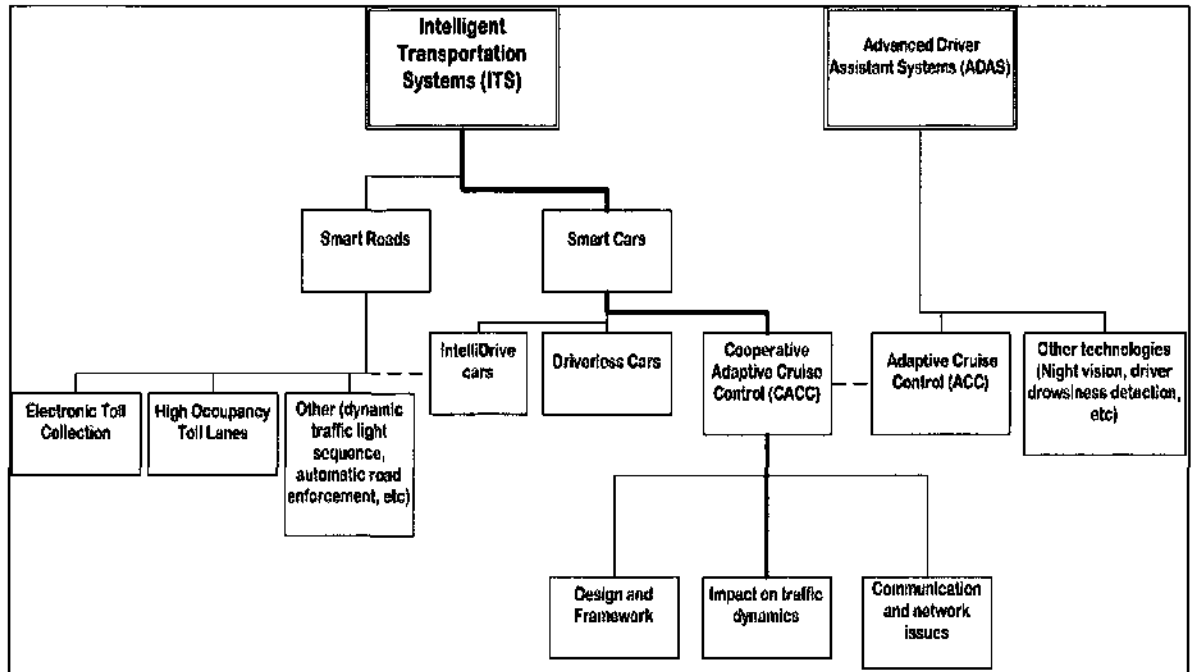 Intelligent
Transportation
Systems (ITS)
Advanced Driver
Assistant Systems (ADAS)
Smart Roads
Smart Cars
IntelliDrive
cars
Driverless Cars
Cooperative
Adaptive Cruise
Control (CACC)
Adaptive Cruise
Control (ACC)
Other technologies
(Night vision, driver
drowsiness detection,
etc)
Electronic Toll
Collection
High Occupancy
Toll Lanes
Other (dynamic
traffic light
sequence,
automatic road
enforcement, etc)
Design and
Framework
Impact on traffic
dynamics
Communication
and network
issues